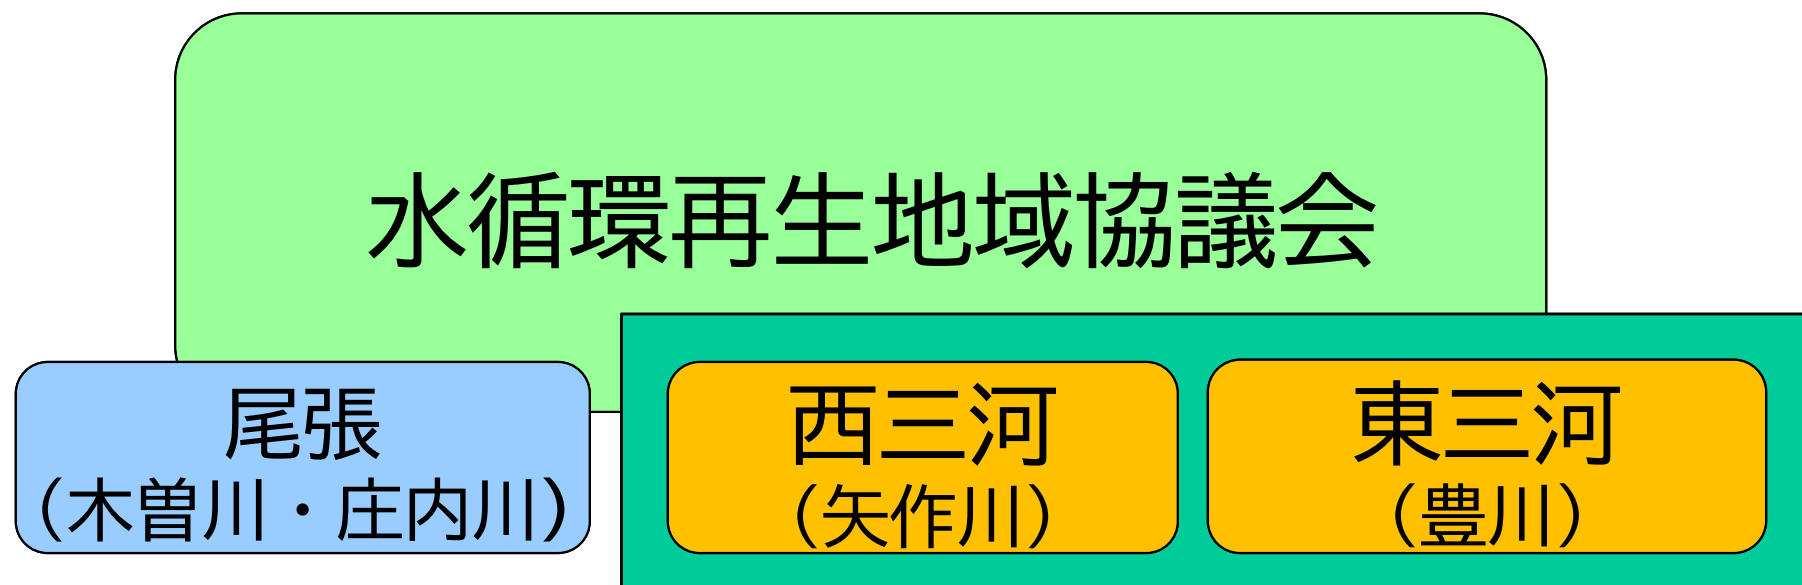 水循環再生地域協議会
尾張
（木曽川・庄内川）
西三河
（矢作川）
東三河
（豊川）